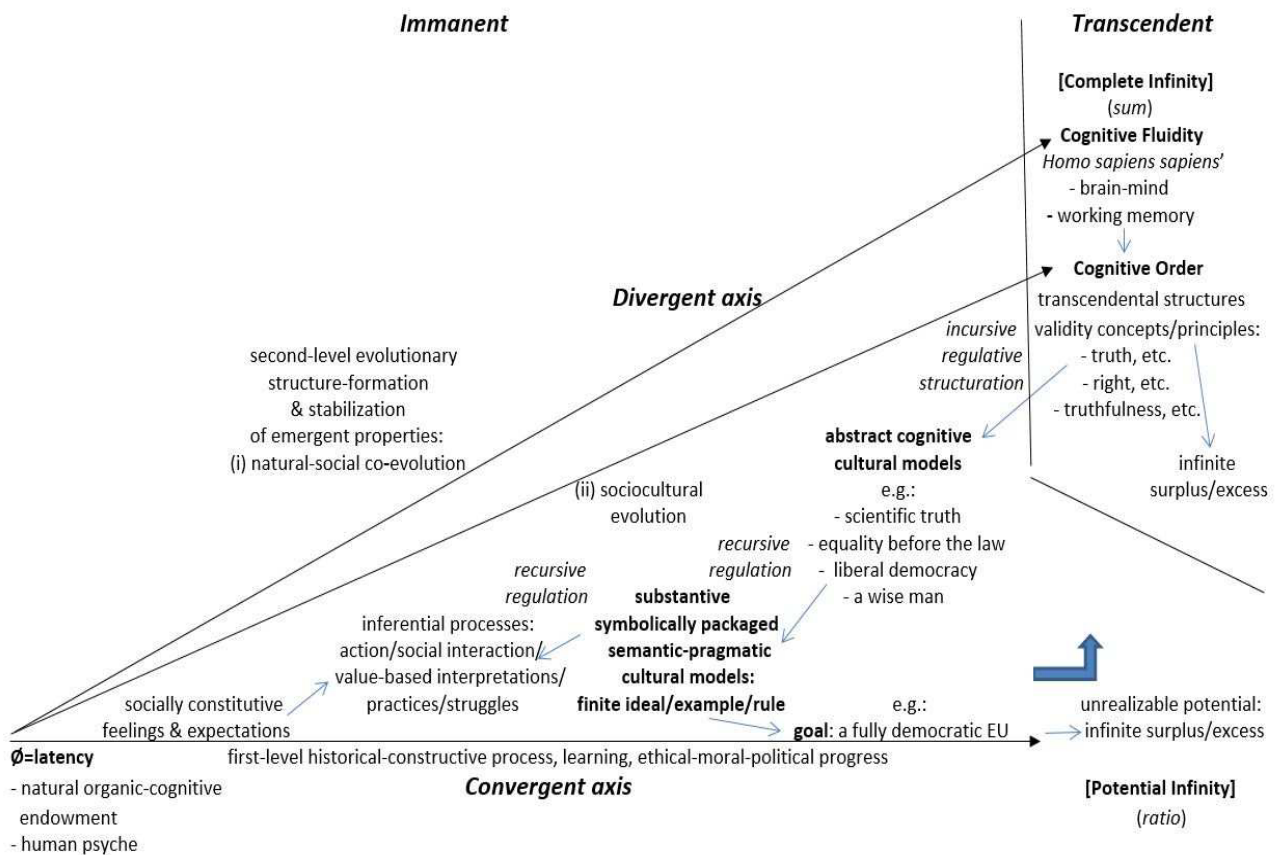 Immanent
Transcendent
[Complete Infinity]
(sum)
Cognitive Fluidity
Homo sapiens sapiens'
- brain-mind
- working memory
Cognitive Order
transcendental structures
validity concepts/principles:
- truth, etc.
- right, etc.
- truthfulness, etc.
infinite
surplus/excess
Divergent axis
incursive
regulative
structuration
second-level evolutionary
structure-formation
& stabilization
of emergent properties:
(i) natural-social co-evolution
(ii) sociocultural
evolution
abstract cognitive
cultural models
e.g.:
- scientific truth
- equality before the law
- liberal democracy
- a wise man
recursive
regulation
recursive
regulation
substantive
symbolically packaged
semantic-pragmatic
cultural models:
finite ideal/example/rule
inferential processes:
action/social interaction/
value-based interpretations/
practices/struggles
socially constitutive
feelings & expectations
e.g.:
goal: a fully democratic EU
unrealizable potential:
infinite surplus/excess
Ø=latency
- natural organic-cognitive
endowment
- human psyche
first-level historical-constructive process, learning, ethical-moral-political progress
Convergent axis
[Potential Infinity]
(ratio)